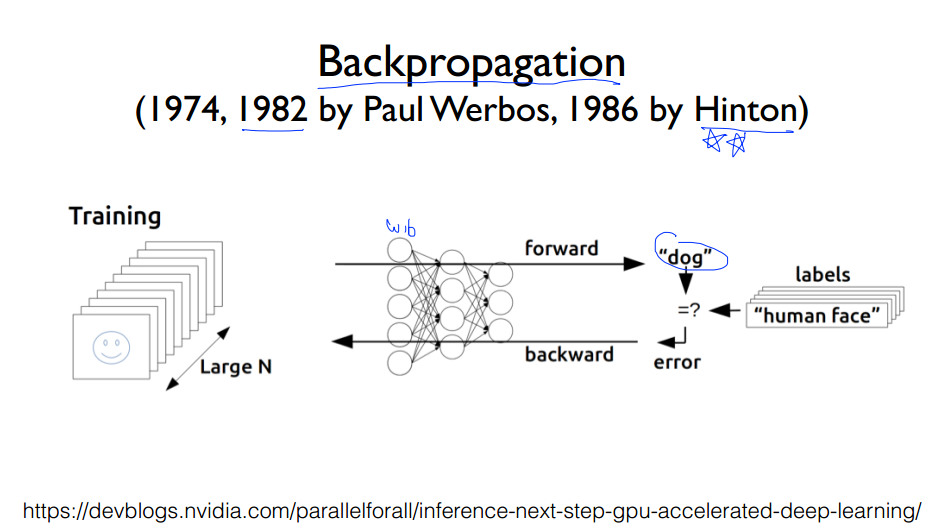 Backpropagation
(1974, 1982 by Paul Werbos, 1986 by Hinton)
Training
w,b
forward
"dog"
labels
=?
"human face"
Large N
backward
error
https://devblogs.nvidia.com/parallelforall/inference-next-step-gpu-accelerated-deep-learning/